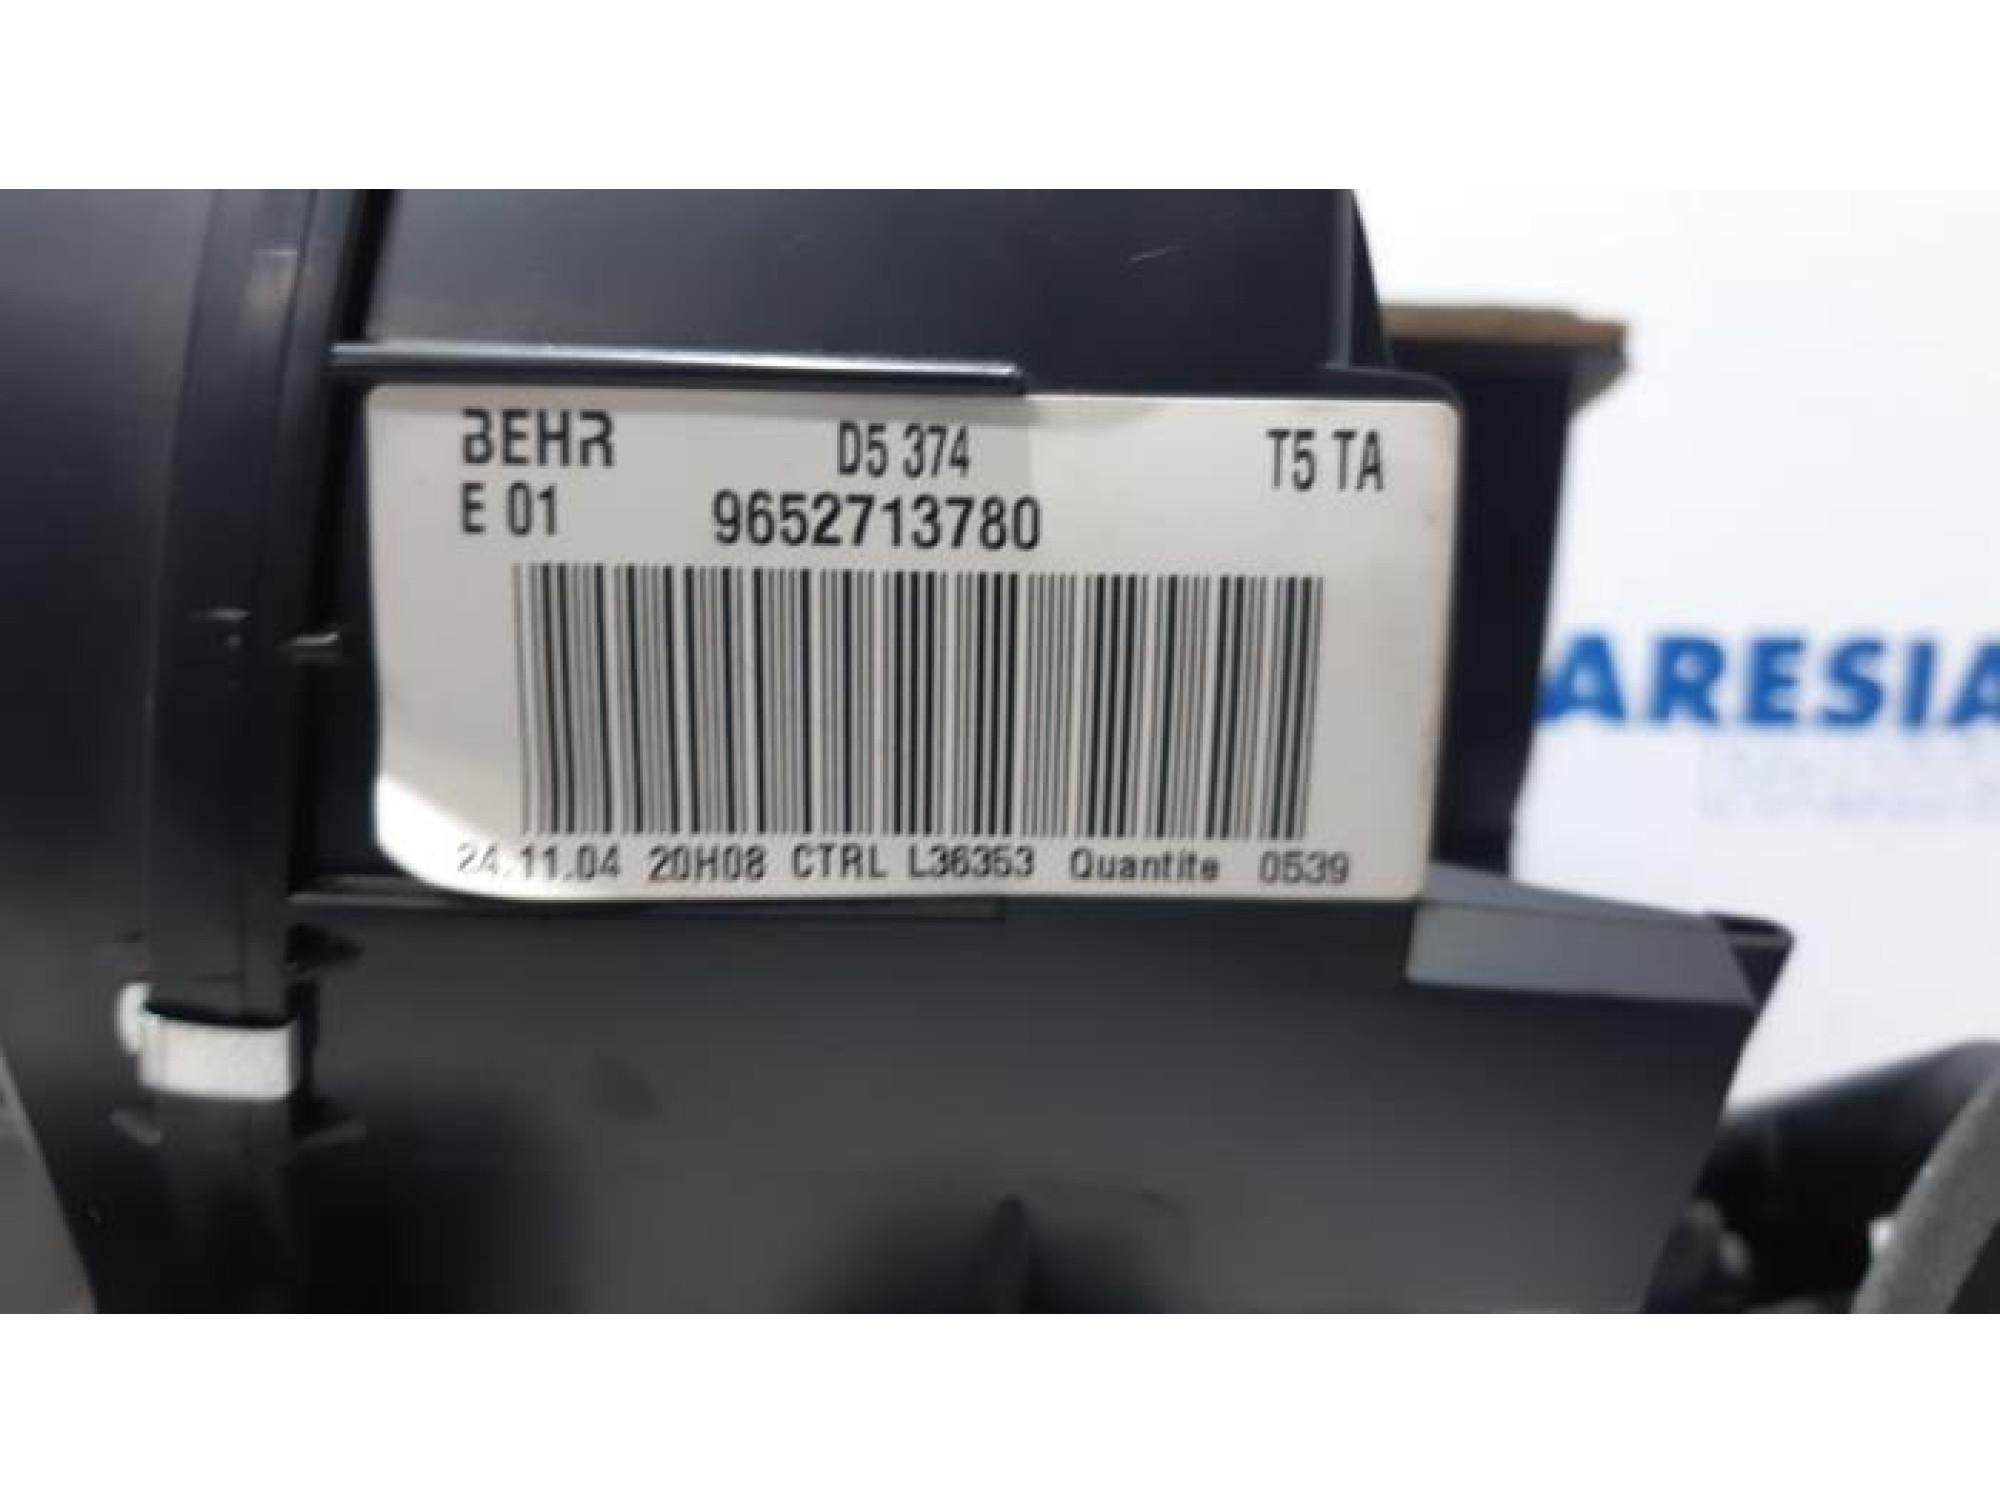 BEHR D5 374 T5 TA
E 01 9652713780
24.11.04 20H08 CTRL L36353 Quantite 0539
ARESIA